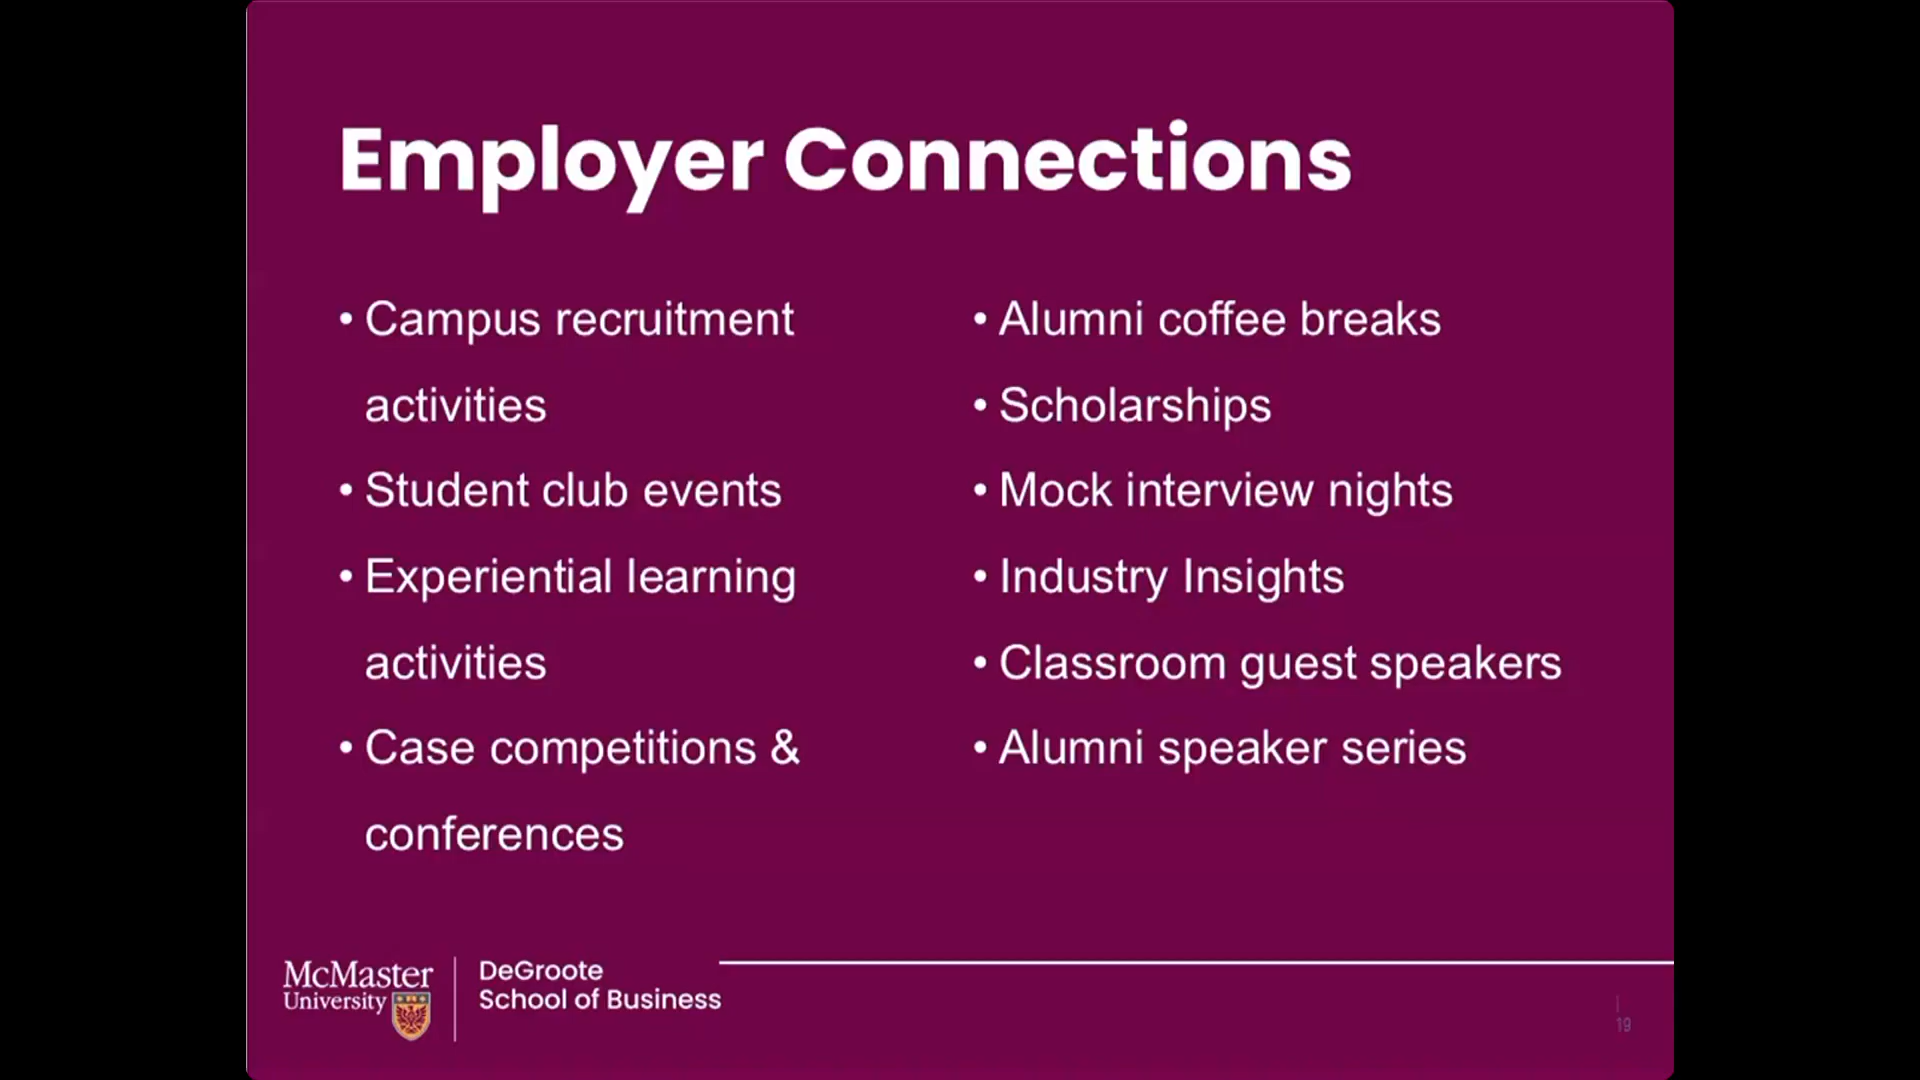 Employer Connections
• Campus recruitment
activities
• Student club events
• Experiential learning
activities
• Case competitions &
conferences
• Alumni coffee breaks
• Scholarships
• Mock interview nights
• Industry Insights
• Classroom guest speakers
• Alumni speaker series
McMaster
University
DeGroote
School of Business
|
19